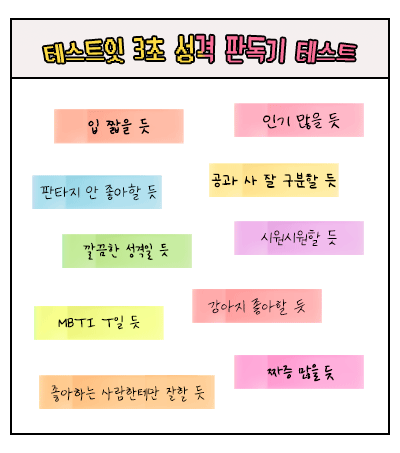 테스트잇 3초 성격 판독기 테스트
입 짧을 듯
인기 많을 듯
판타지 안 좋아할 듯
공과 사 잘 구분할 듯
깔끔한 성격일 듯
시원시원할 듯
강아지 좋아할 듯
MBTI T일 듯
짜증 많을 듯
좋아하는 사람한테만 잘할 듯